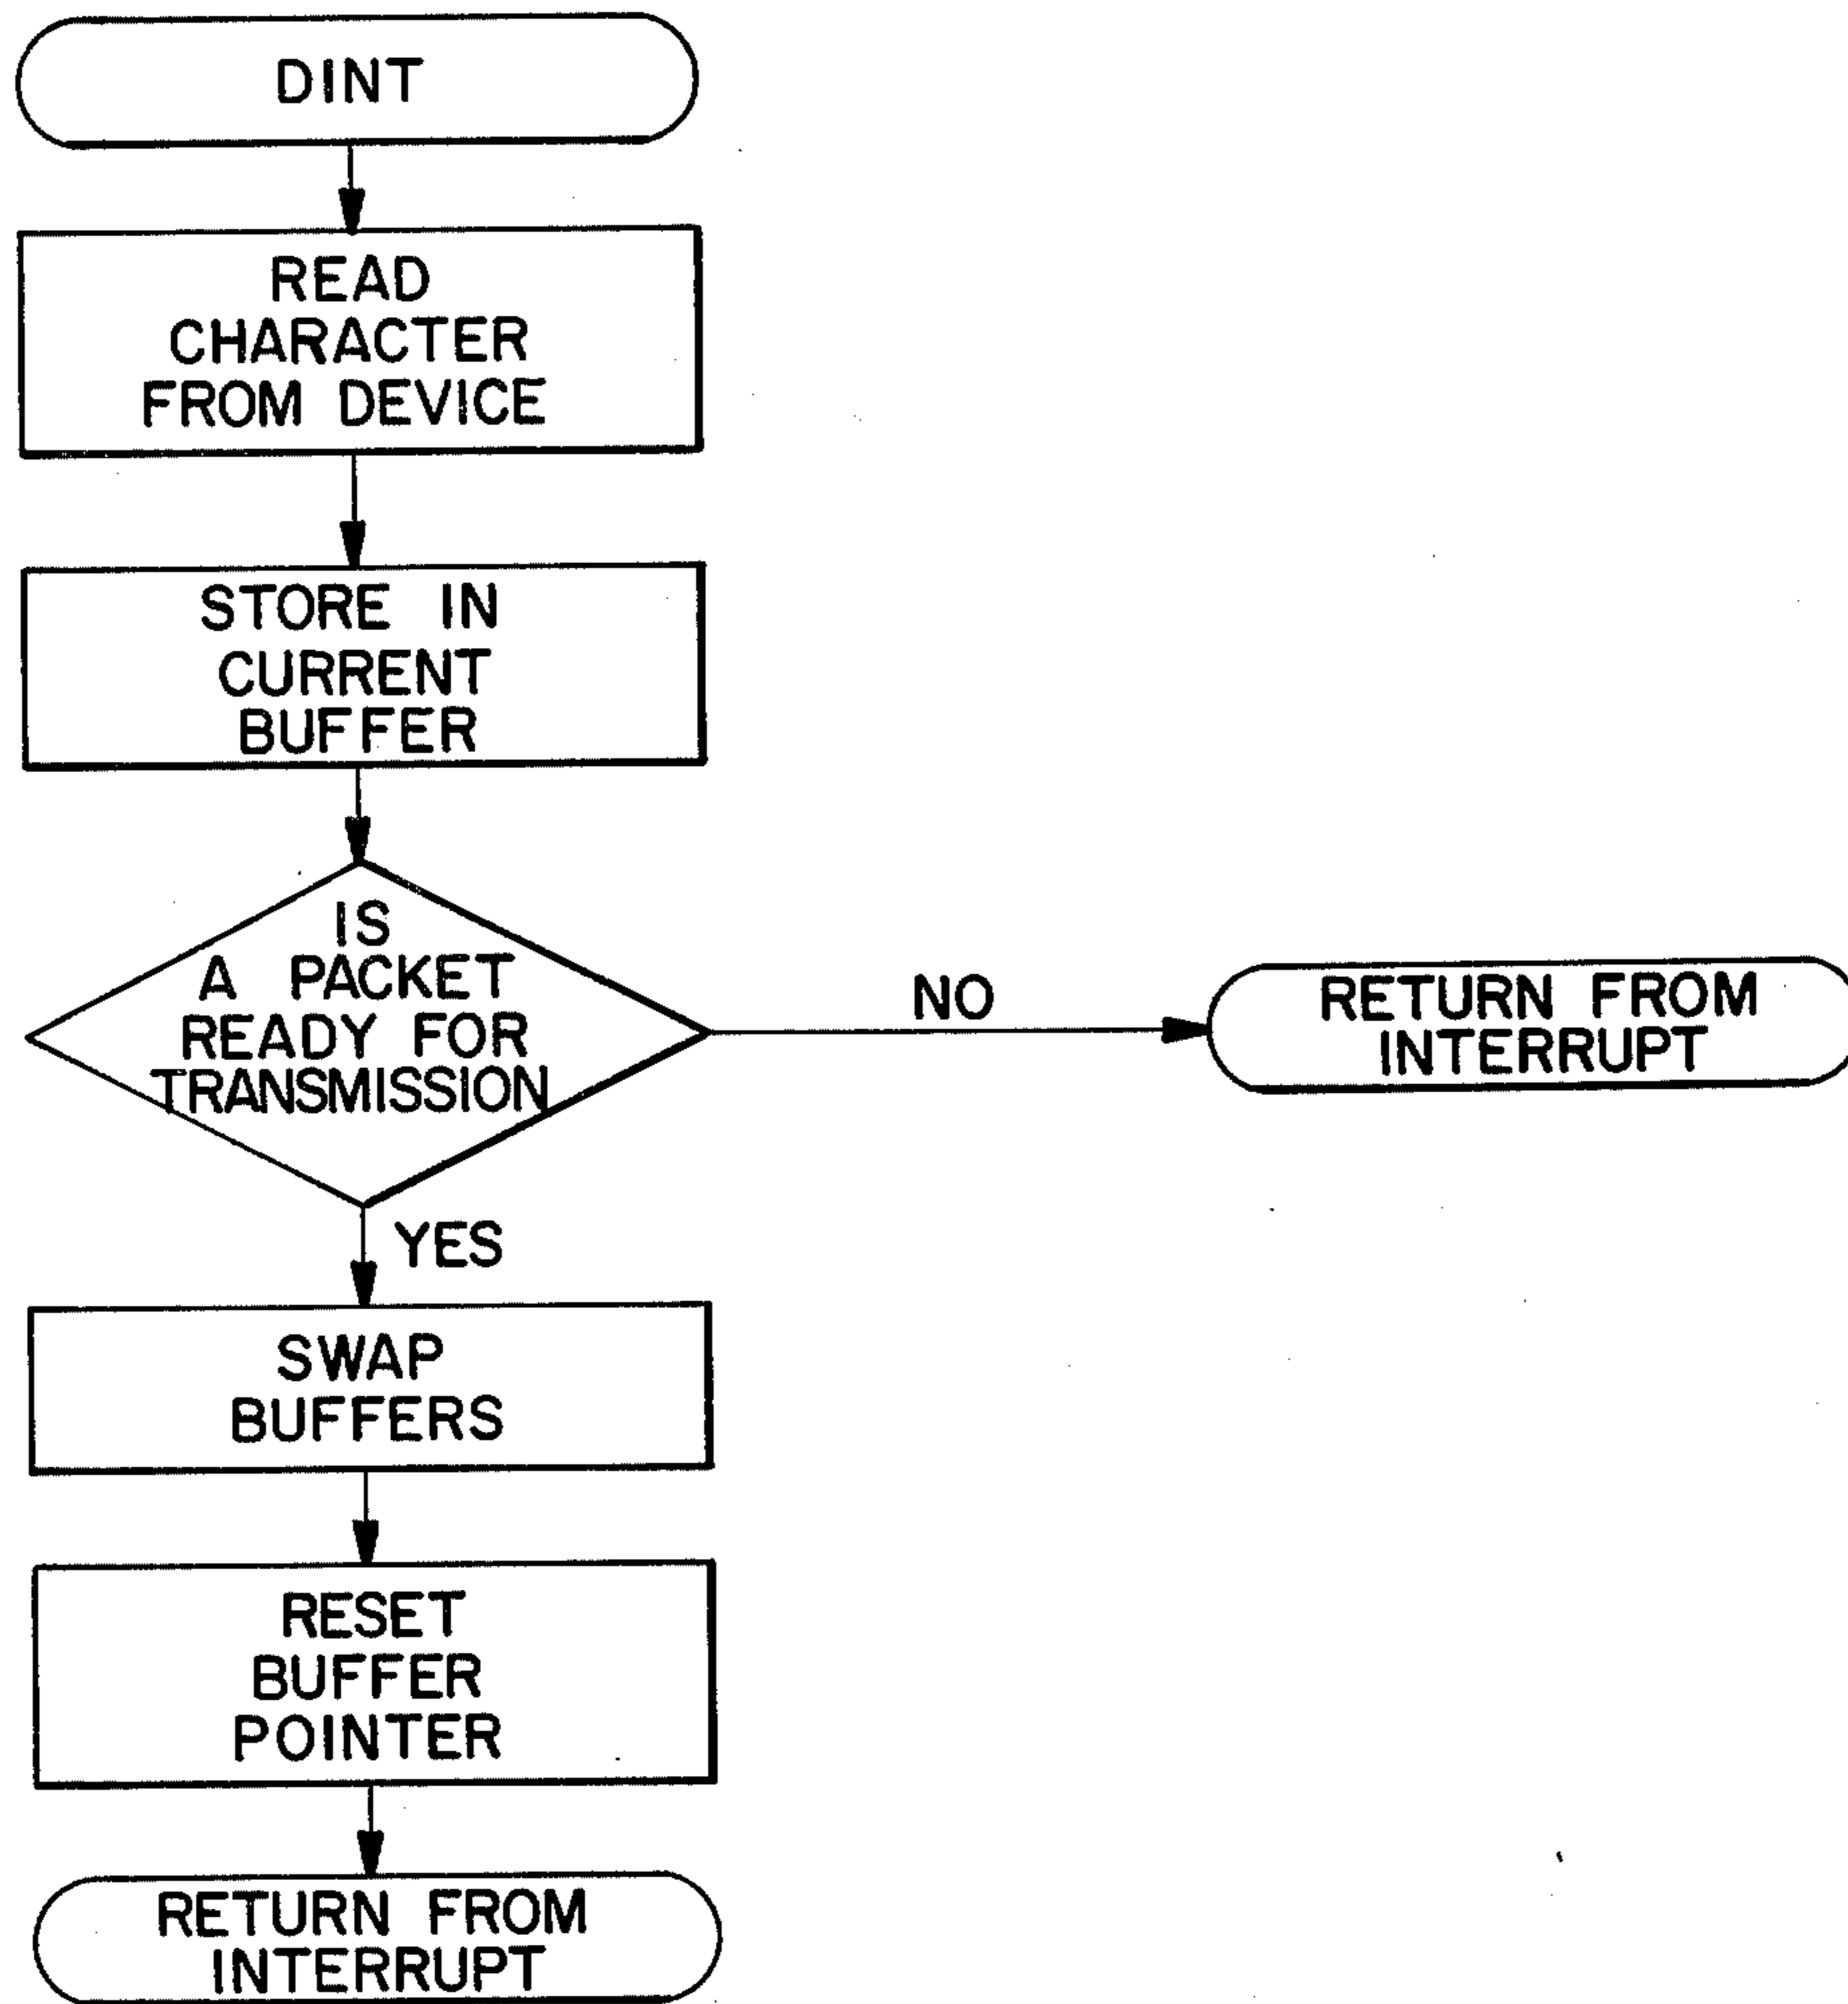 DINT
READ
CHARACTER
FROM DEVICE
STORE IN
CURRENT
BUFFER
IS
A PACKET
READY FOR
TRANSMISSION
NO
RETURN FROM
INTERRUPT
YES
SWAP
BUFFERS
RESET
BUFFER
POINTER
RETURN FROM
INTERRUPT